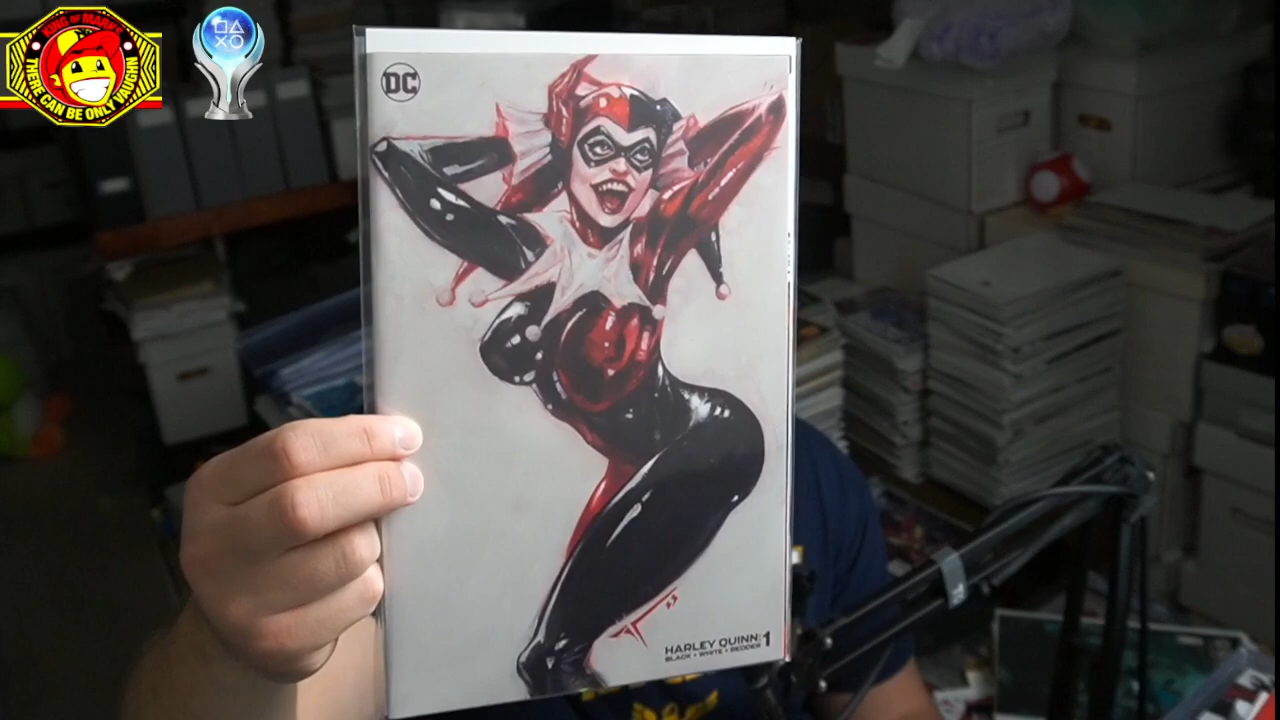 KING OF MARKS
THERE CAN BE ONLY VAUGHN
DC
HARLEY QUINN: 1
BLACK + WHITE + REDDER